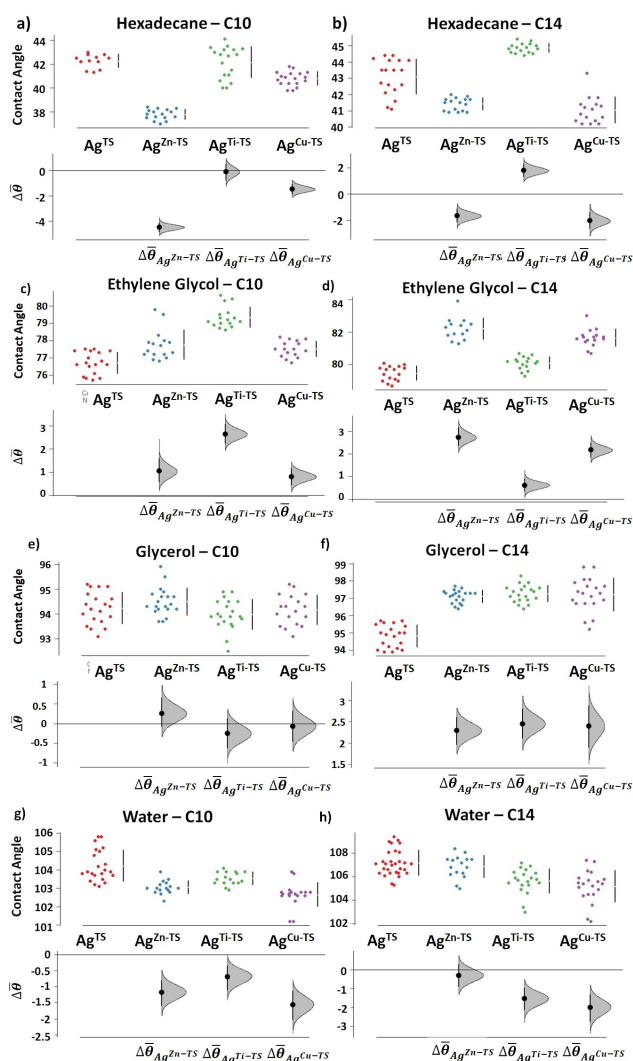 a) Hexadecane – C10
Contact Angle
44
42
40
38
Ag^TS Ag^Zn-TS Ag^Ti-TS Ag^Cu-TS
Δθ̅
0
-2
-4
Δθ̅_Ag^Zn−TS Δθ̅_Ag^Ti−TS Δθ̅_Ag^Cu−TS
b) Hexadecane – C14
45
44
43
42
41
40
Ag^TS Ag^Zn-TS Ag^Ti-TS Ag^Cu-TS
2
0
-2
Δθ̅_Ag^Zn−TS Δθ̅_Ag^Ti−TS Δθ̅_Ag^Cu−TS
c) Ethylene Glycol – C10
Contact Angle
80
79
78
77
76
Ag^TS Ag^Zn-TS Ag^Ti-TS Ag^Cu-TS
Δθ̅
3
2
1
0
Δθ̅_Ag^Zn−TS Δθ̅_Ag^Ti−TS Δθ̅_Ag^Cu−TS
d) Ethylene Glycol – C14
84
82
80
Ag^TS Ag^Zn-TS Ag^Ti-TS Ag^Cu-TS
3
2
1
0
Δθ̅_Ag^Zn−TS Δθ̅_Ag^Ti−TS Δθ̅_Ag^Cu−TS
e) Glycerol – C10
Contact Angle
96
95
94
93
Ag^TS Ag^Zn-TS Ag^Ti-TS Ag^Cu-TS
Δθ̅
1
0.5
0
-0.5
-1
Δθ̅_Ag^Zn−TS Δθ̅_Ag^Ti−TS Δθ̅_Ag^Cu−TS
f) Glycerol – C14
99
98
97
96
95
94
Ag^TS Ag^Zn-TS Ag^Ti-TS Ag^Cu-TS
3
2.5
2
1.5
Δθ̅_Ag^Zn−TS Δθ̅_Ag^Ti−TS Δθ̅_Ag^Cu−TS
g) Water – C10
Contact Angle
106
105
104
103
102
101
Ag^TS Ag^Zn-TS Ag^Ti-TS Ag^Cu-TS
Δθ̅
0
-0.5
-1
-1.5
-2
-2.5
Δθ̅_Ag^Zn−TS Δθ̅_Ag^Ti−TS Δθ̅_Ag^Cu−TS
h) Water – C14
108
106
104
102
Ag^TS Ag^Zn-TS Ag^Ti-TS Ag^Cu-TS
0
-1
-2
-3
Δθ̅_Ag^Zn−TS Δθ̅_Ag^Ti−TS Δθ̅_Ag^Cu−TS